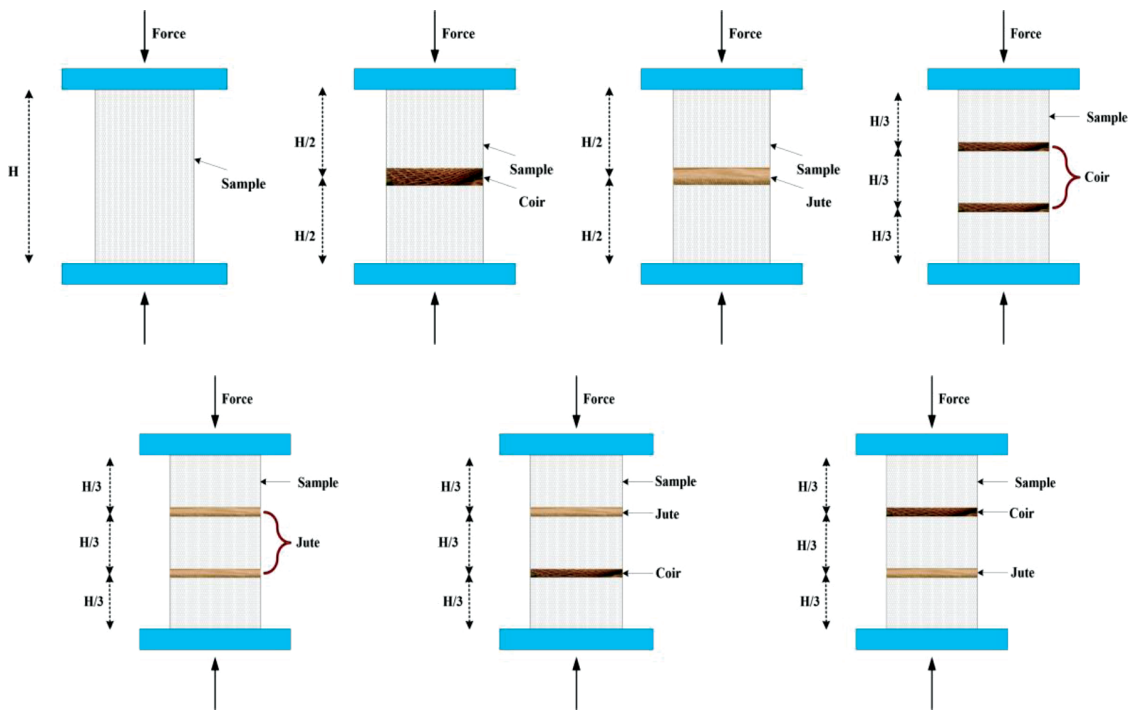 Force
H
Sample
Force
H/2
H/2
Sample
Coir
Force
H/2
H/2
Sample
Jute
Force
H/3
H/3
H/3
Sample
Coir
Force
H/3
H/3
H/3
Sample
Jute
Force
H/3
H/3
H/3
Sample
Jute
Coir
Force
H/3
H/3
H/3
Sample
Coir
Jute